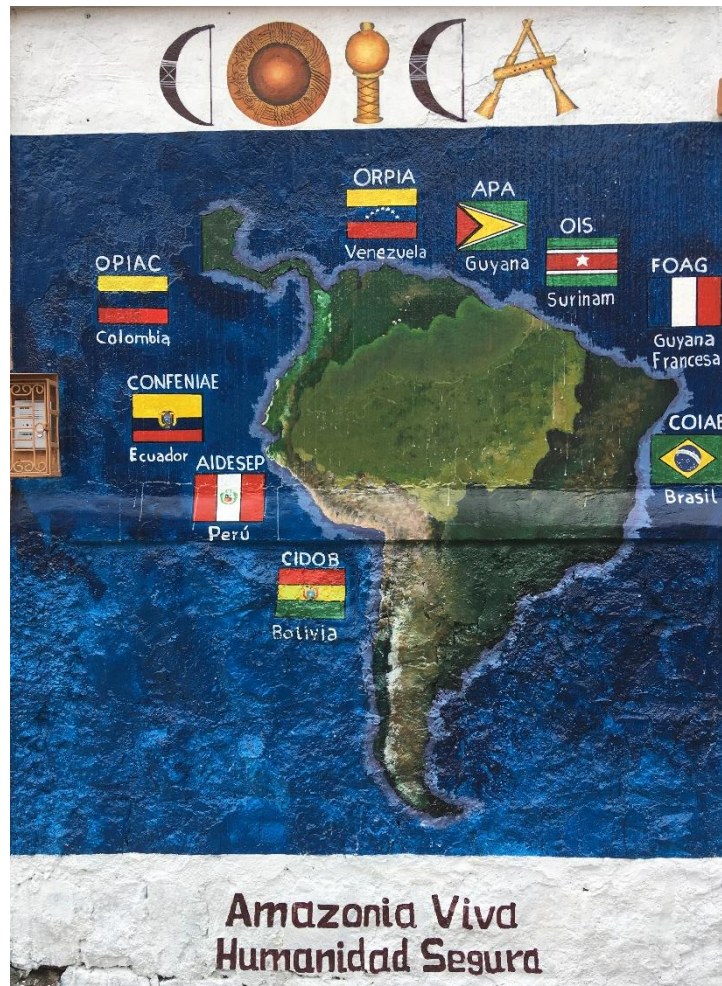 COICA
ORPIA
Venezuela
APA
Guyana
OIS
Surinam
FOAG
Guyana
Francesa
OPIAC
Colombia
CONFENIAE
Ecuador
COIAB
Brasil
AIDESEP
Perú
CIDOB
Bolivia
Amazonia Viva
Humanidad Segura